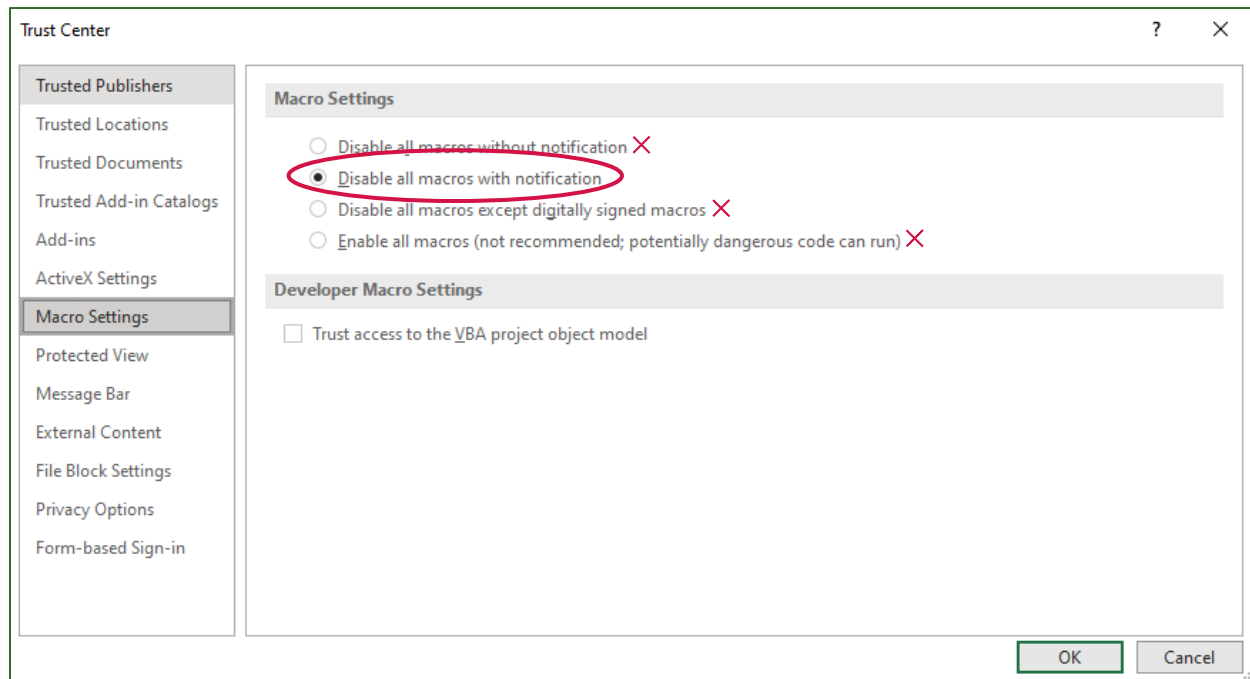 Trust Center
?
Trusted Publishers
Trusted Locations
Trusted Documents
Trusted Add-in Catalogs
Add-ins
ActiveX Settings
Macro Settings
Protected View
Message Bar
External Content
File Block Settings
Privacy Options
Form-based Sign-in
Macro Settings
Disable all macros without notification
Disable all macros with notification
Disable all macros except digitally signed macros
Enable all macros (not recommended; potentially dangerous code can run)
Developer Macro Settings
Trust access to the VBA project object model
OK
Cancel